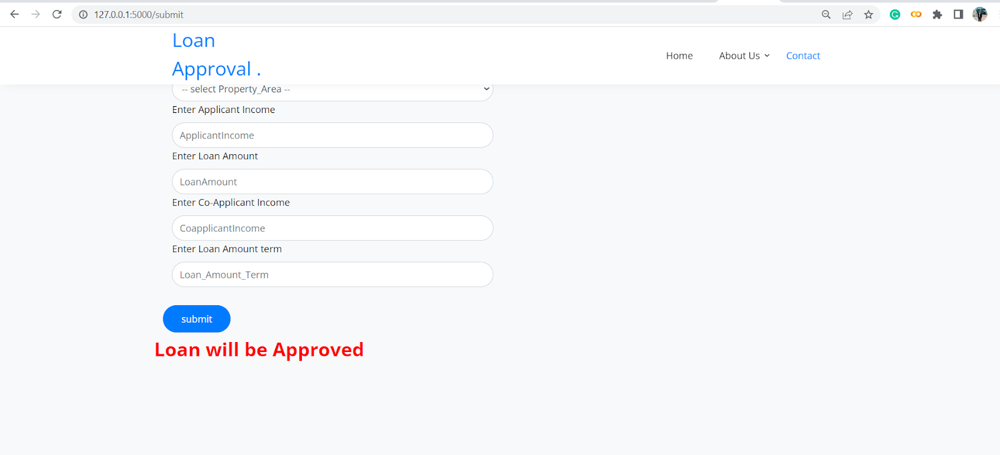 127.0.0.1:5000/submit
Loan
Approval .
Home
About Us
Contact
-- select Property_Area --
Enter Applicant Income
ApplicantIncome
Enter Loan Amount
LoanAmount
Enter Co-Applicant Income
CoapplicantIncome
Enter Loan Amount term
Loan_Amount_Term
submit
Loan will be Approved